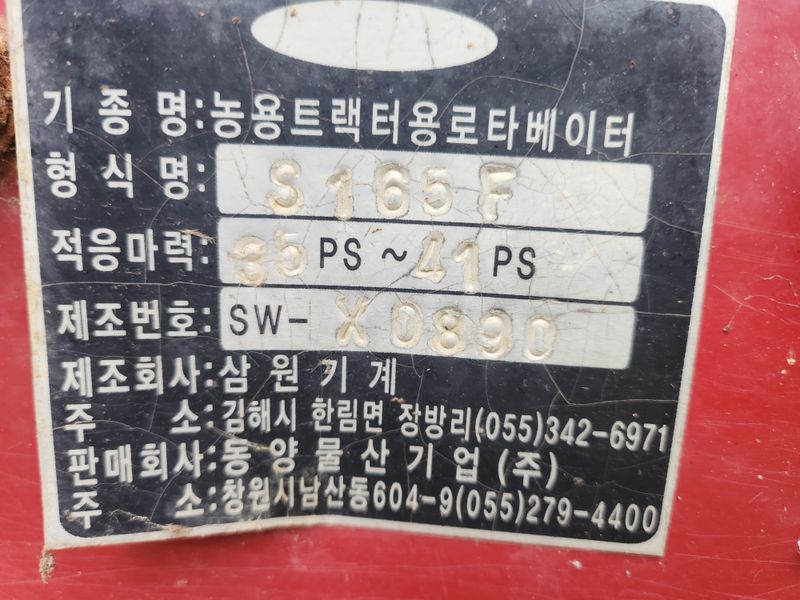 기 종 명:농용트랙터용로타베이터
형 식 명: S165F
적응마력: 35PS~41PS
제조번호: SW- X0890
제조회사:삼 원 기 계
주 소:김해시 한림면 장방리(055)342-6971
판매회사:동 양 물 산 기 업 (주)
주 소:창원시남산동604-9(055)279-4400